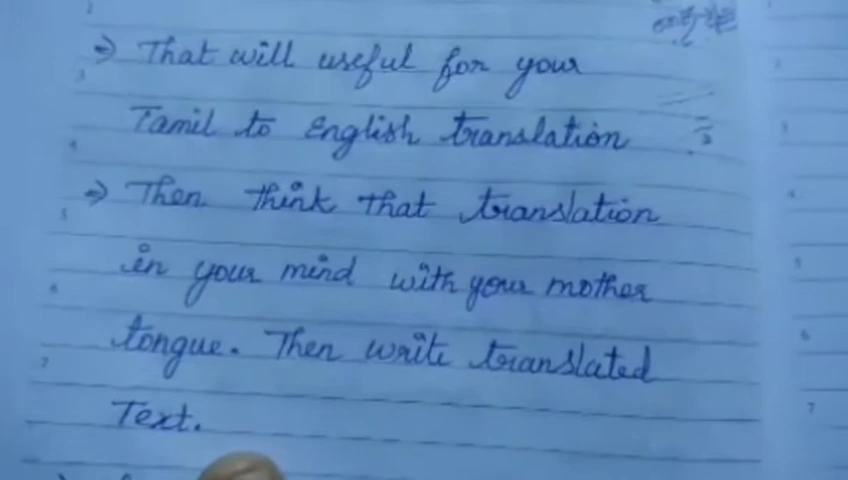 ⇒ That will useful for your
Tamil to English translation
⇒ Then think that translation
in your mind with your mother
tongue. Then write translated
Text.